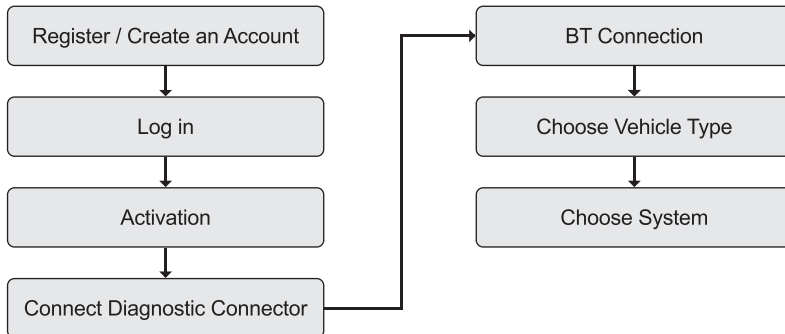 Register / Create an Account
Log in
Activation
Connect Diagnostic Connector
BT Connection
Choose Vehicle Type
Choose System